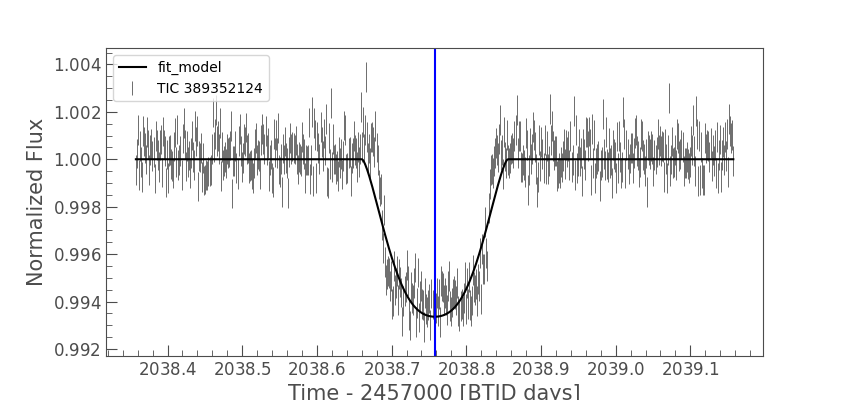 1.004
1.002
1.000
0.998
0.996
0.994
0.992
Normalized Flux
fit_model
TIC 389352124
2038.4 2038.5 2038.6 2038.7 2038.8 2038.9 2039.0 2039.1
Time - 2457000 [BTJD days]